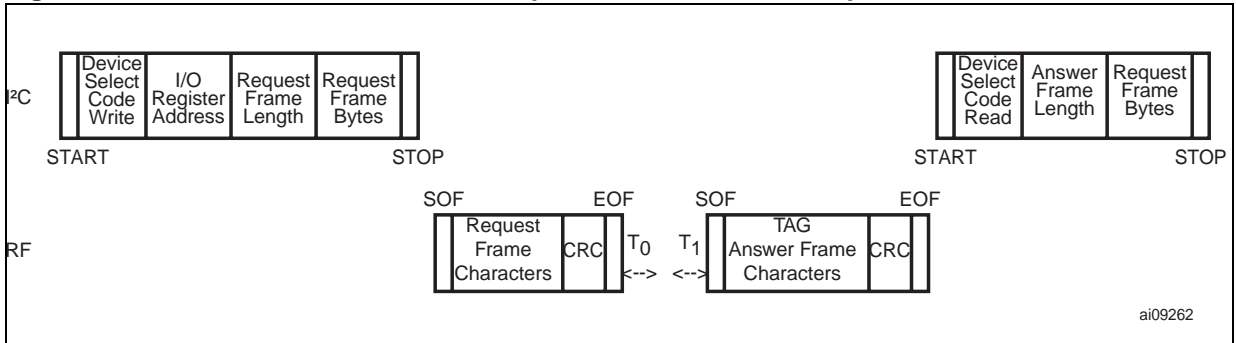 I²C
Device
Select
Code
Write
I/O
Register
Address
Request
Frame
Length
Request
Frame
Bytes
Device
Select
Code
Read
Answer
Frame
Length
Request
Frame
Bytes
START
STOP
START
STOP
SOF
EOF
SOF
EOF
RF
Request
Frame
Characters
CRC
T0
<-->
T1
<-->
TAG
Answer Frame
Characters
CRC
ai09262